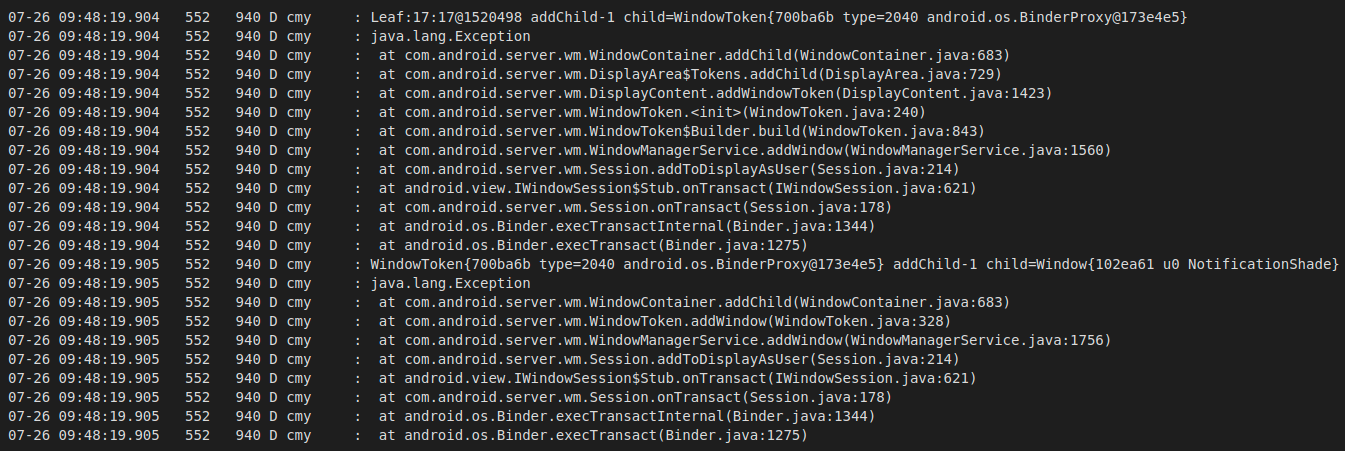 07-26 09:48:19.904   552   940 D cmy     : Leaf:17:17@1520498 addChild-1 child=WindowToken{700ba6b type=2040 android.os.BinderProxy@173e4e5}
07-26 09:48:19.904   552   940 D cmy     : java.lang.Exception
07-26 09:48:19.904   552   940 D cmy     :  at com.android.server.wm.WindowContainer.addChild(WindowContainer.java:683)
07-26 09:48:19.904   552   940 D cmy     :  at com.android.server.wm.DisplayArea$Tokens.addChild(DisplayArea.java:729)
07-26 09:48:19.904   552   940 D cmy     :  at com.android.server.wm.DisplayContent.addWindowToken(DisplayContent.java:1423)
07-26 09:48:19.904   552   940 D cmy     :  at com.android.server.wm.WindowToken.<init>(WindowToken.java:240)
07-26 09:48:19.904   552   940 D cmy     :  at com.android.server.wm.WindowToken$Builder.build(WindowToken.java:843)
07-26 09:48:19.904   552   940 D cmy     :  at com.android.server.wm.WindowManagerService.addWindow(WindowManagerService.java:1560)
07-26 09:48:19.904   552   940 D cmy     :  at com.android.server.wm.Session.addToDisplayAsUser(Session.java:214)
07-26 09:48:19.904   552   940 D cmy     :  at android.view.IWindowSession$Stub.onTransact(IWindowSession.java:621)
07-26 09:48:19.904   552   940 D cmy     :  at com.android.server.wm.Session.onTransact(Session.java:178)
07-26 09:48:19.904   552   940 D cmy     :  at android.os.Binder.execTransactInternal(Binder.java:1344)
07-26 09:48:19.904   552   940 D cmy     :  at android.os.Binder.execTransact(Binder.java:1275)
07-26 09:48:19.905   552   940 D cmy     : WindowToken{700ba6b type=2040 android.os.BinderProxy@173e4e5} addChild-1 child=Window{102ea61 u0 NotificationShade}
07-26 09:48:19.905   552   940 D cmy     : java.lang.Exception
07-26 09:48:19.905   552   940 D cmy     :  at com.android.server.wm.WindowContainer.addChild(WindowContainer.java:683)
07-26 09:48:19.905   552   940 D cmy     :  at com.android.server.wm.WindowToken.addWindow(WindowToken.java:328)
07-26 09:48:19.905   552   940 D cmy     :  at com.android.server.wm.WindowManagerService.addWindow(WindowManagerService.java:1756)
07-26 09:48:19.905   552   940 D cmy     :  at com.android.server.wm.Session.addToDisplayAsUser(Session.java:214)
07-26 09:48:19.905   552   940 D cmy     :  at android.view.IWindowSession$Stub.onTransact(IWindowSession.java:621)
07-26 09:48:19.905   552   940 D cmy     :  at com.android.server.wm.Session.onTransact(Session.java:178)
07-26 09:48:19.905   552   940 D cmy     :  at android.os.Binder.execTransactInternal(Binder.java:1344)
07-26 09:48:19.905   552   940 D cmy     :  at android.os.Binder.execTransact(Binder.java:1275)